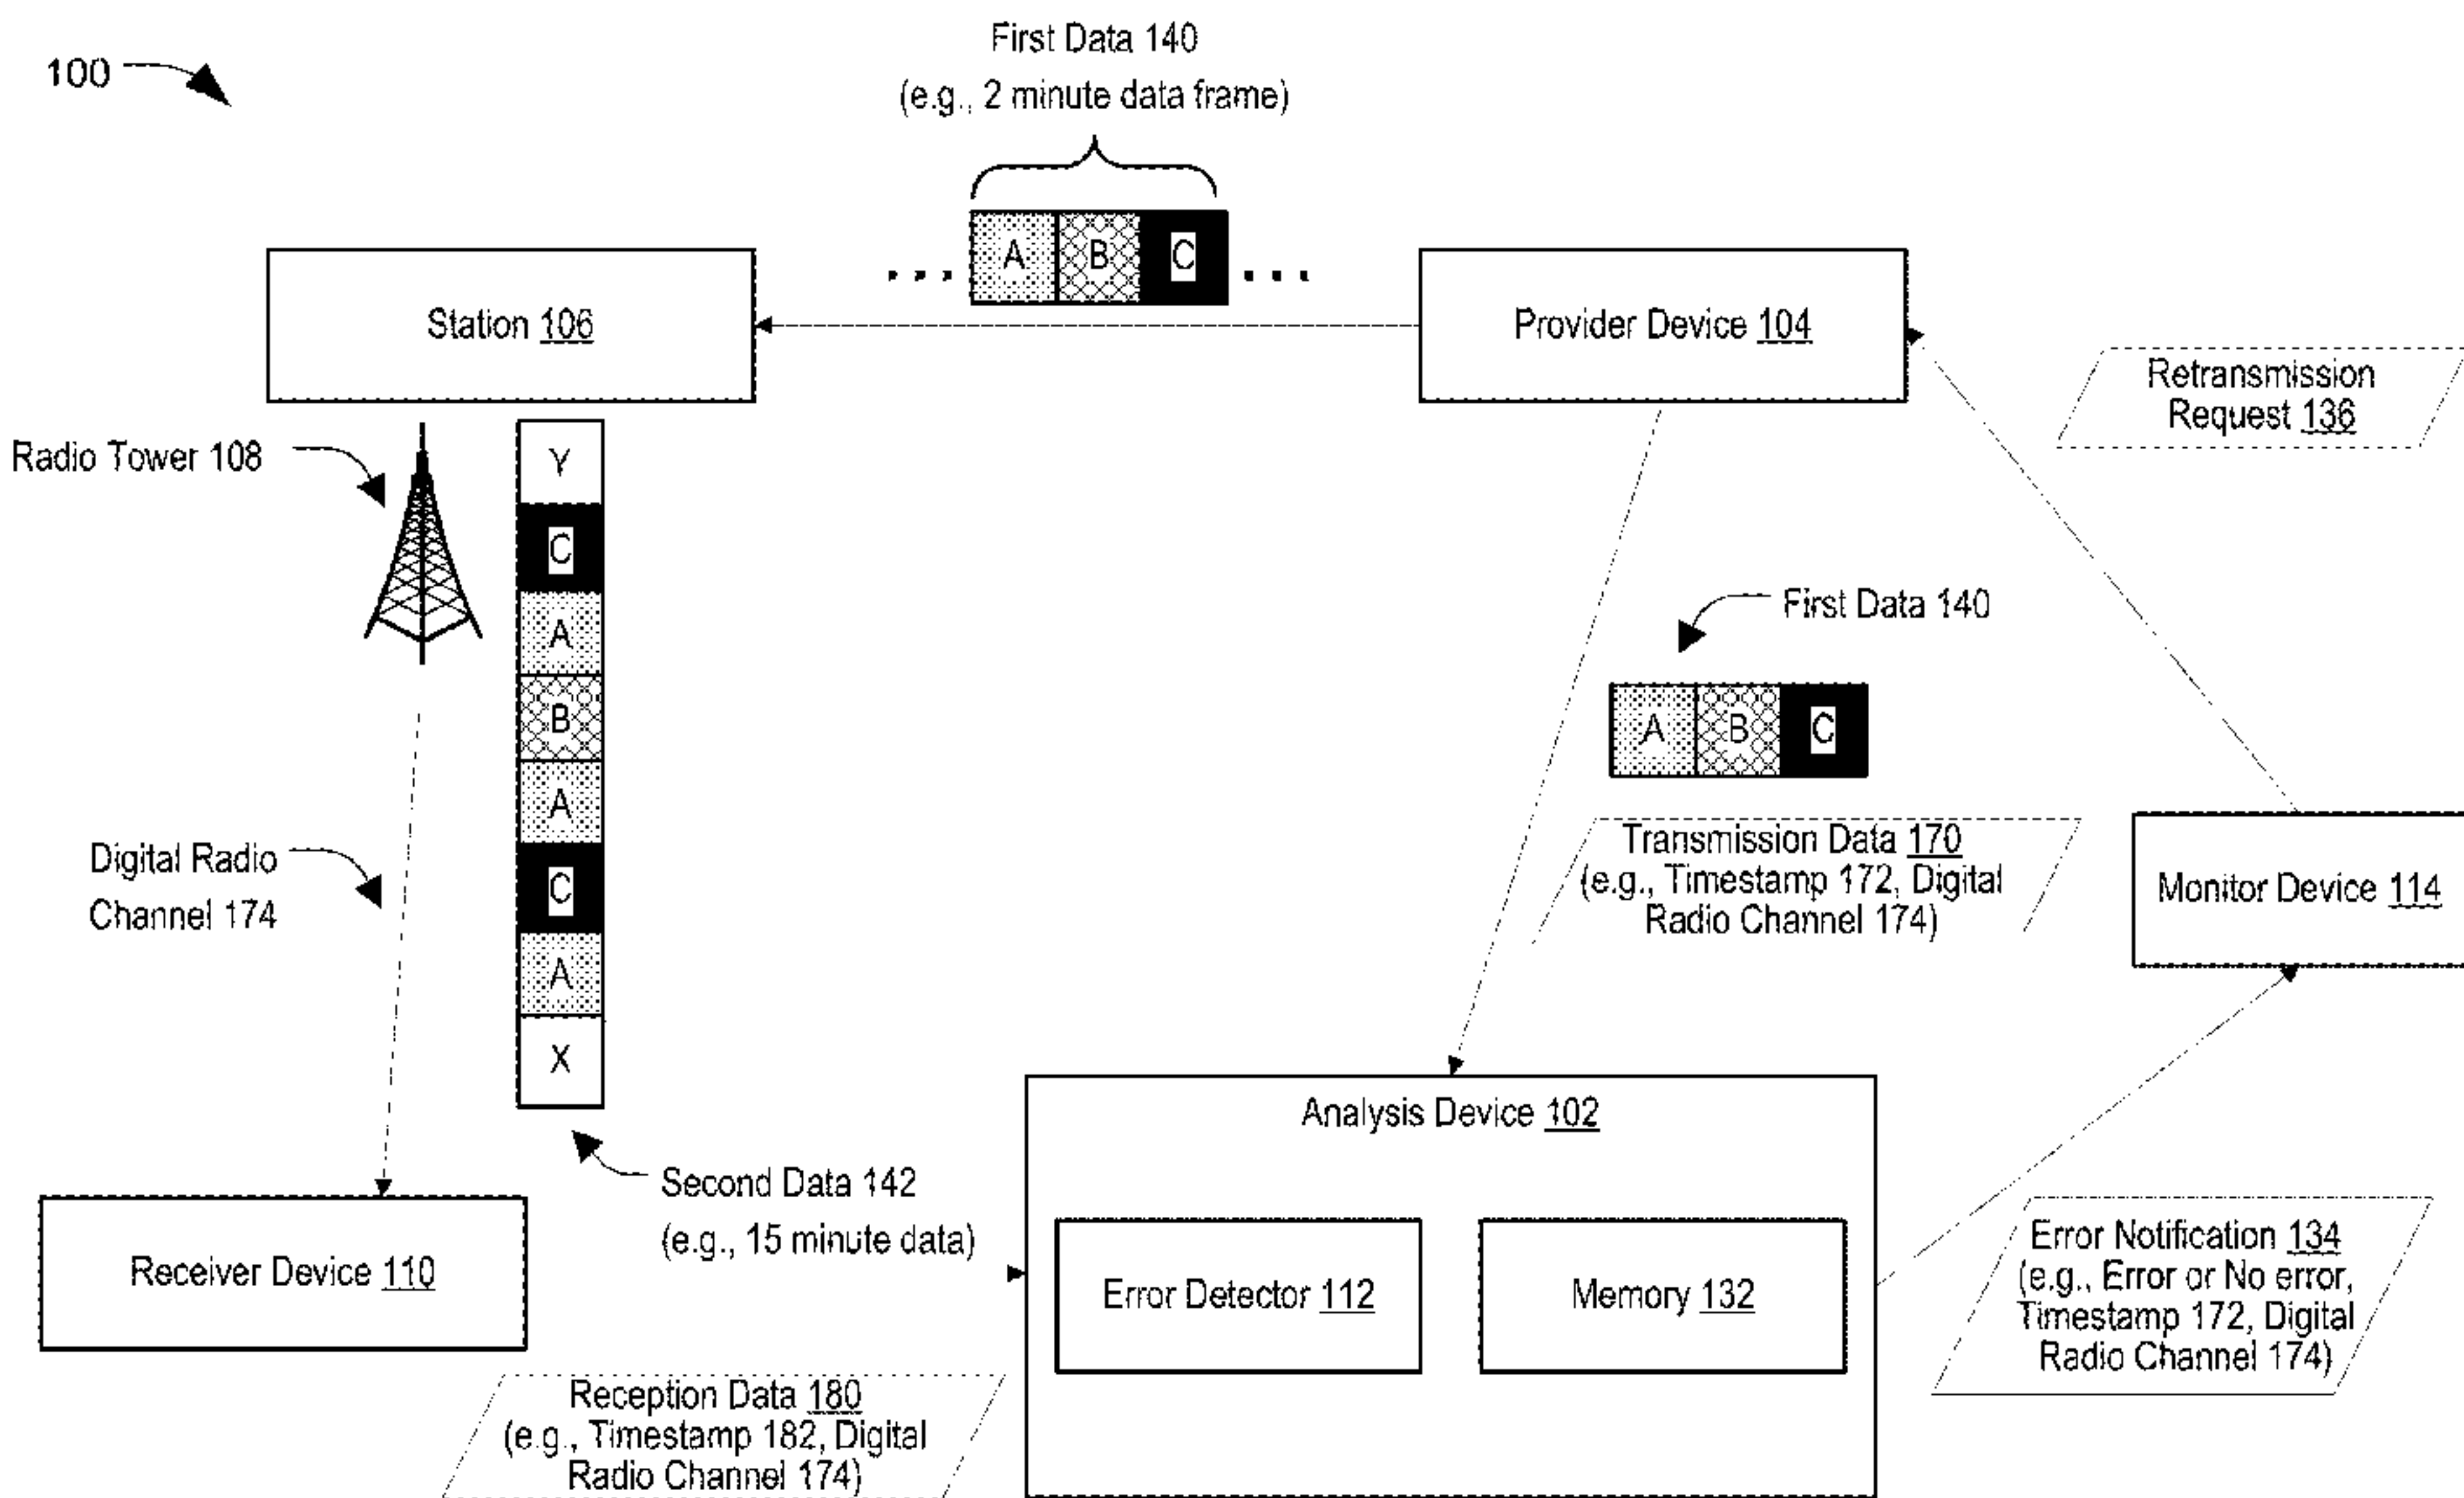 100
First Data 140
(e.g., 2 minute data frame)
... A B C ...
Station 106
Provider Device 104
Retransmission
Request 136
Radio Tower 108
Y
C
A
B
A
C
A
X
First Data 140
A B C
Digital Radio
Channel 174
Transmission Data 170
(e.g., Timestamp 172, Digital
Radio Channel 174)
Monitor Device 114
Analysis Device 102
Second Data 142
(e.g., 15 minute data)
Receiver Device 110
Error Detector 112
Memory 132
Error Notification 134
(e.g., Error or No error,
Timestamp 172, Digital
Radio Channel 174)
Reception Data 180
(e.g., Timestamp 182, Digital
Radio Channel 174)